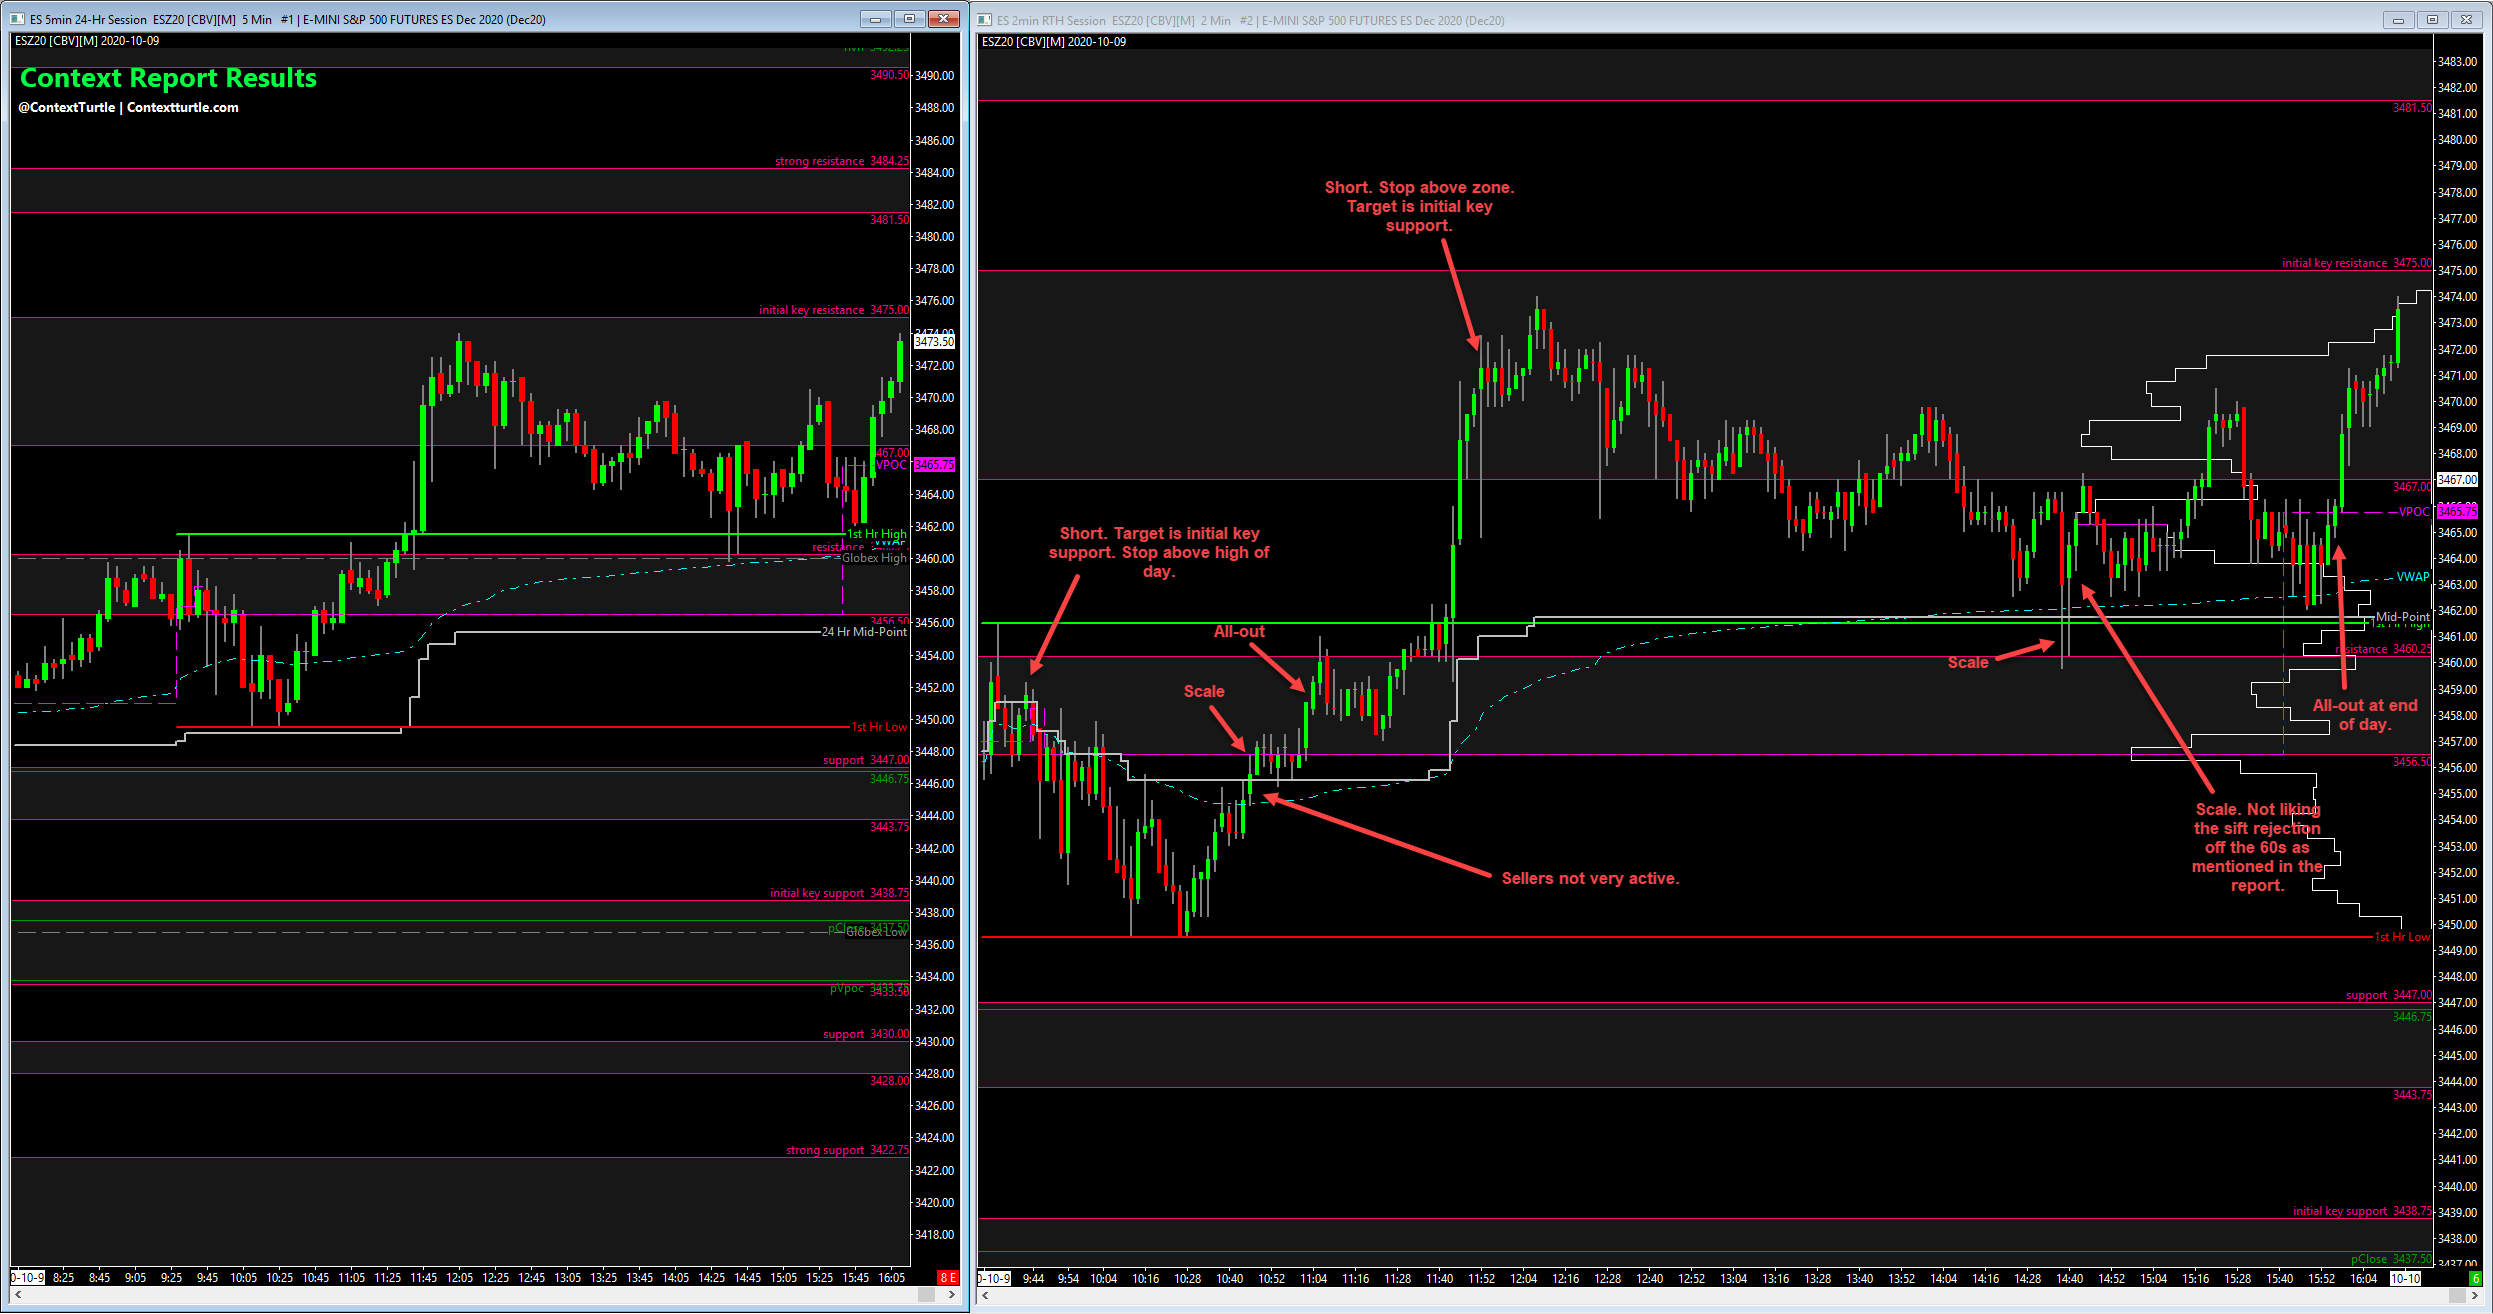 ES 5min 24-Hr Session ESZ20 [CBV][M] 5 Min #1 | E-MINI S&P 500 FUTURES ES Dec 2020 (Dec20)
ESZ20 [CBV][M] 2020-10-09
Context Report Results
@ContextTurtle | Contextturtle.com
3490.50
strong resistance 3484.25
3481.50
initial key resistance 3475.00
3467.00
VPOC
1st Hr High
resistance
Globex High
3456.50
24 Hr Mid-Point
1st Hr Low
support 3447.00
3446.75
3443.75
initial key support 3438.75
pClose 3437.50
Globex Low
pVpoc
3433.50
support 3430.00
3428.00
strong support 3422.75
3490.00
3488.00
3486.00
3484.00
3482.00
3480.00
3478.00
3476.00
3474.00
3473.50
3472.00
3470.00
3468.00
3465.75
3464.00
3462.00
3460.00
3458.00
3456.00
3454.00
3452.00
3450.00
3448.00
3446.00
3444.00
3442.00
3440.00
3438.00
3436.00
3434.00
3432.00
3430.00
3428.00
3426.00
3424.00
3422.00
3420.00
3418.00
0-10-9 8:25 8:45 9:05 9:25 9:45 10:05 10:25 10:45 11:05 11:25 11:45 12:05 12:25 12:45 13:05 13:25 13:45 14:05 14:25 14:45 15:05 15:25 15:45 16:05 8 E
ES 2min RTH Session ESZ20 [CBV][M] 2 Min #2 | E-MINI S&P 500 FUTURES ES Dec 2020 (Dec20)
ESZ20 [CBV][M] 2020-10-09
3481.50
Short. Stop above zone.
Target is initial key
support.
initial key resistance 3475.00
3467.00
VPOC
Short. Target is initial key
support. Stop above high of
day.
VWAP
Mid-Point
All-out
resistance 3460.25
Scale
Scale
All-out at end
of day.
3456.50
Scale. Not liking
the sift rejection
off the 60s as
mentioned in the
report.
Sellers not very active.
1st Hr Low
support 3447.00
3446.75
3443.75
initial key support 3438.75
pClose 3437.50
3483.00
3482.00
3481.00
3480.00
3479.00
3478.00
3477.00
3476.00
3475.00
3474.00
3473.00
3472.00
3471.00
3470.00
3469.00
3468.00
3467.00
3465.75
3465.00
3464.00
3463.00
3462.00
3461.00
3460.00
3459.00
3458.00
3457.00
3456.00
3455.00
3454.00
3453.00
3452.00
3451.00
3450.00
3449.00
3448.00
3447.00
3446.00
3445.00
3444.00
3443.00
3442.00
3441.00
3440.00
3439.00
3438.00
0-10-9 9:44 9:54 10:04 10:16 10:28 10:40 10:52 11:04 11:16 11:28 11:40 11:52 12:04 12:16 12:28 12:40 12:52 13:04 13:16 13:28 13:40 13:52 14:04 14:16 14:28 14:40 14:52 15:04 15:16 15:28 15:40 15:52 16:04 10-10 6